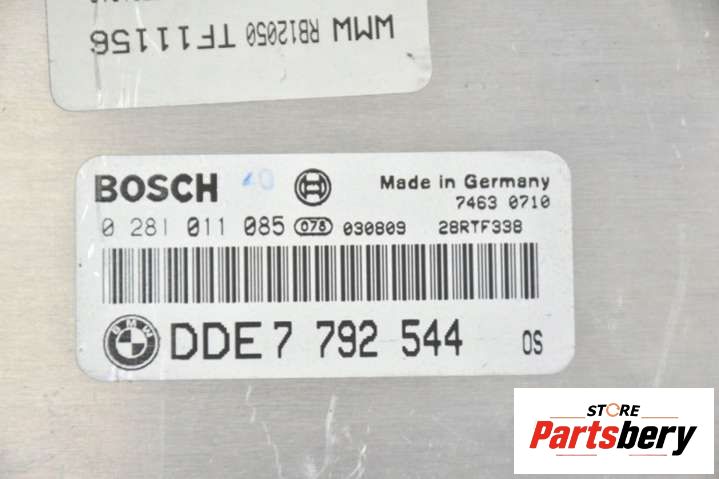 WMW RB12050 TF11156
BOSCH 40 Made in Germany
7463 0710
0 281 011 085 078 030809 28RTF338
BMW DDE 7 792 544 OS
STORE
Partsbery